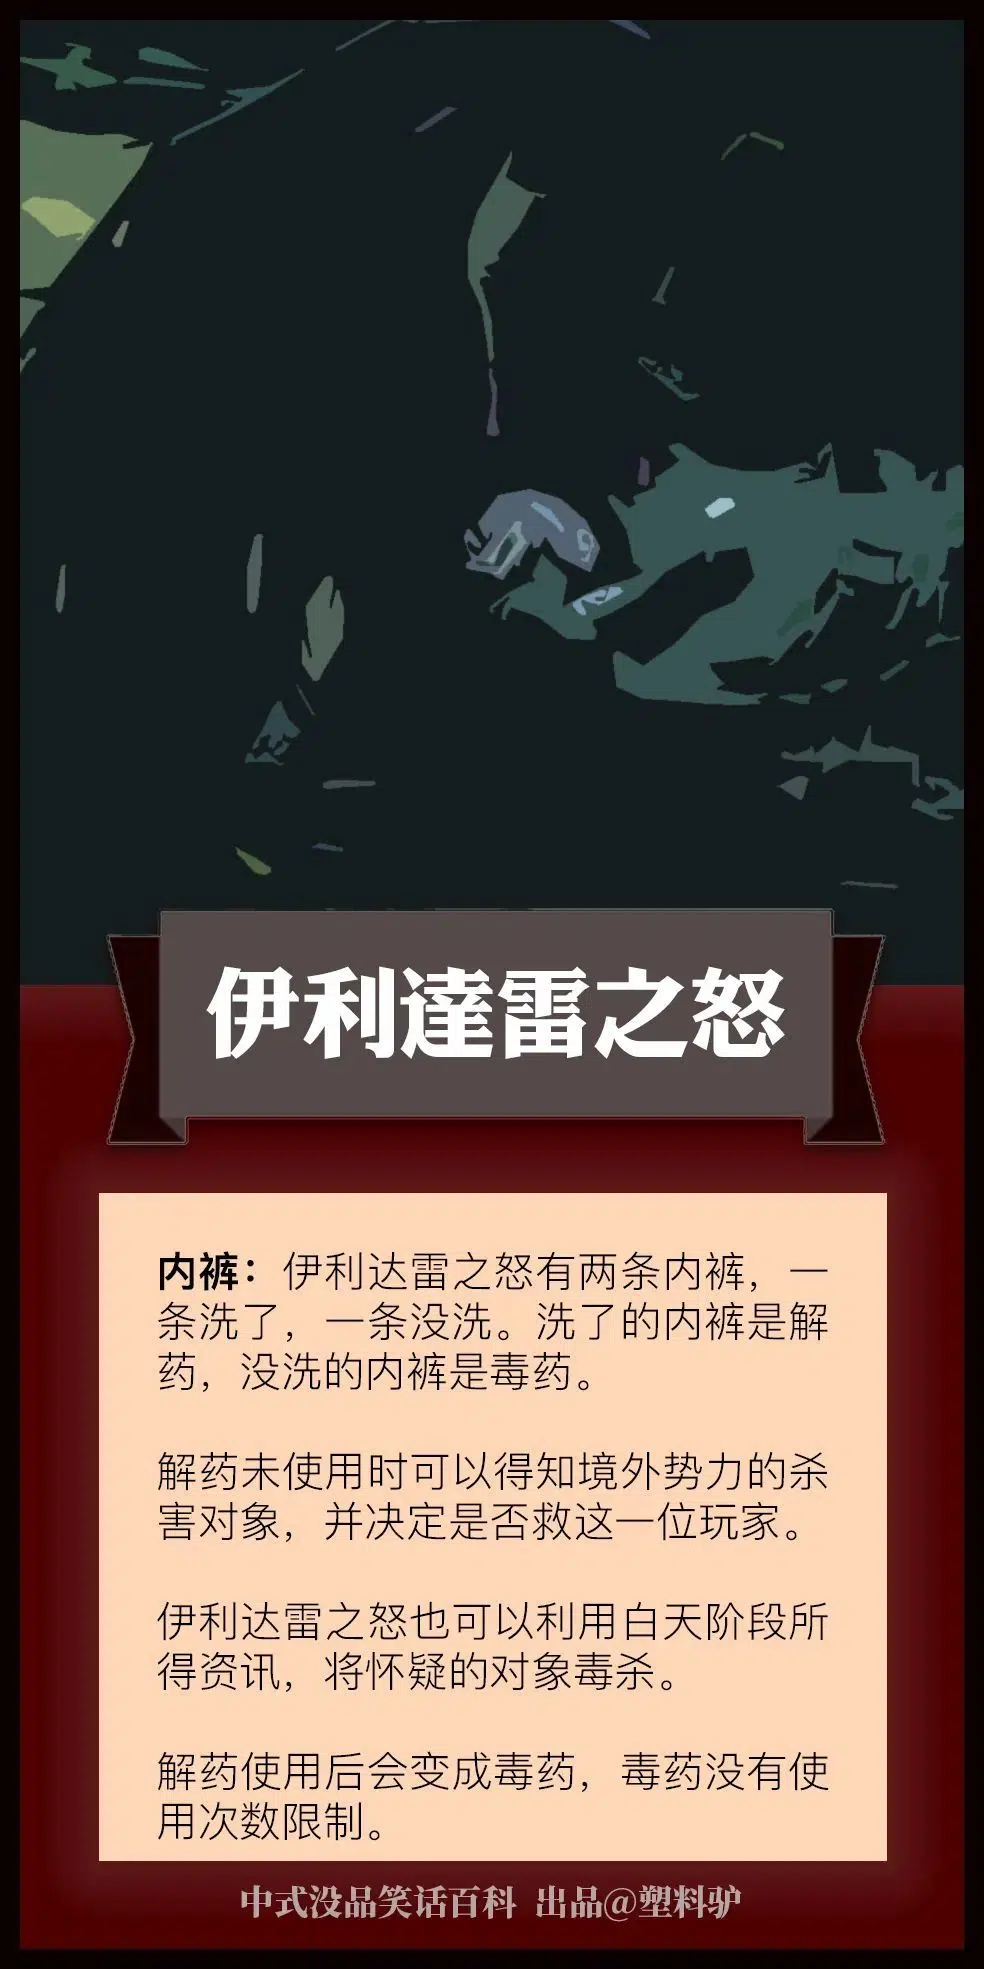 伊利達雷之怒
内裤：伊利达雷之怒有两条内裤，一
条洗了，一条没洗。洗了的内裤是解
药，没洗的内裤是毒药。
解药未使用时可以得知境外势力的杀
害对象，并决定是否救这一位玩家。
伊利达雷之怒也可以利用白天阶段所
得资讯，将怀疑的对象毒杀。
解药使用后会变成毒药，毒药没有使
用次数限制。
中式没品笑话百科 出品@塑料驴